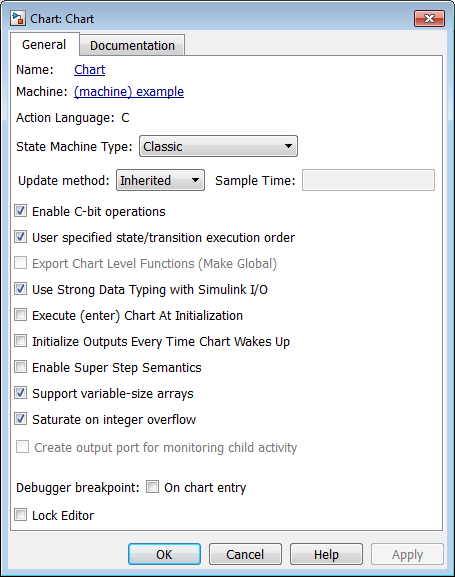 Chart: Chart
General Documentation
Name: Chart
Machine: (machine) example
Action Language: C
State Machine Type: Classic
Update method: Inherited Sample Time:
Enable C-bit operations
User specified state/transition execution order
Export Chart Level Functions (Make Global)
Use Strong Data Typing with Simulink I/O
Execute (enter) Chart At Initialization
Initialize Outputs Every Time Chart Wakes Up
Enable Super Step Semantics
Support variable-size arrays
Saturate on integer overflow
Create output port for monitoring child activity
Debugger breakpoint: On chart entry
Lock Editor
OK Cancel Help Apply